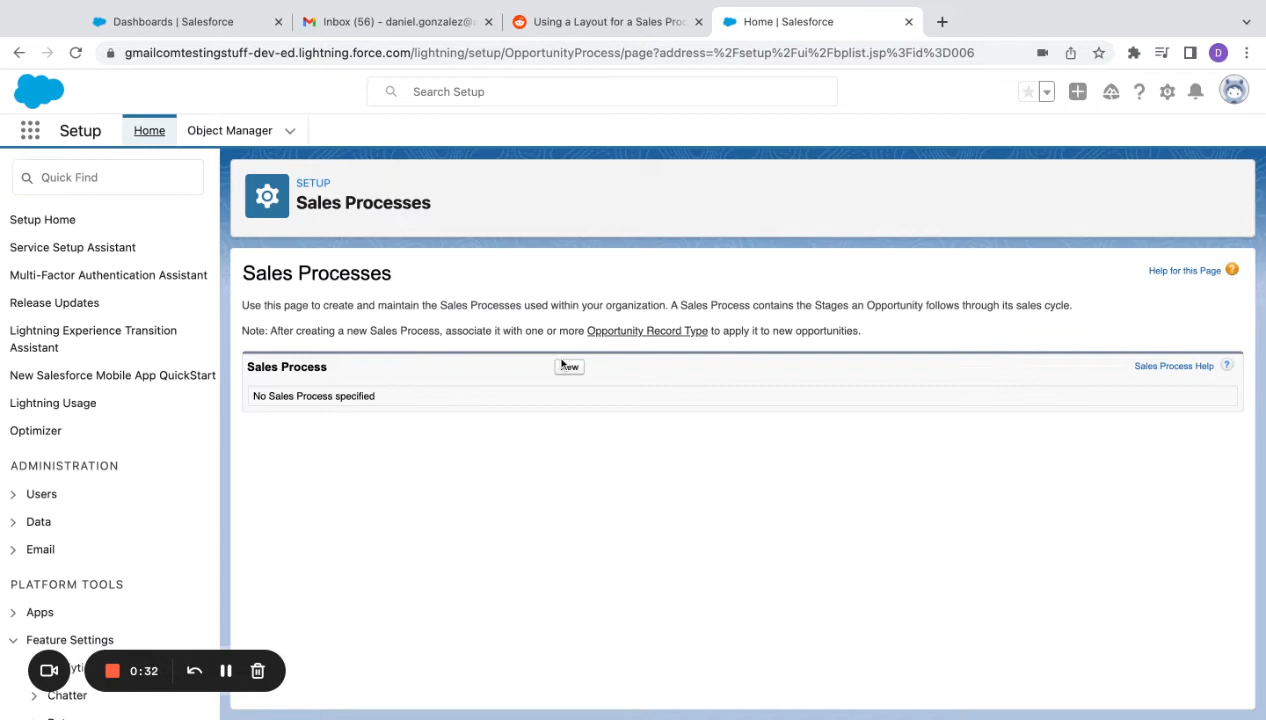 Dashboards | Salesforce
Inbox (56) - daniel.gonzalez@
Using a Layout for a Sales Pro
Home | Salesforce
gmailcomtestingstuff-dev-ed.lightning.force.com/lightning/setup/OpportunityProcess/page?address=%2Fsetup%2Fui%2Fbplist.jsp%3Fid%3D006
D
Search Setup
Setup
Home
Object Manager
Quick Find
Setup Home
Service Setup Assistant
Multi-Factor Authentication Assistant
Release Updates
Lightning Experience Transition
Assistant
New Salesforce Mobile App QuickStart
Lightning Usage
Optimizer
ADMINISTRATION
Users
Data
Email
PLATFORM TOOLS
Apps
Feature Settings
Chatter
0:32
SETUP
Sales Processes
Sales Processes
Help for this Page
Use this page to create and maintain the Sales Processes used within your organization. A Sales Process contains the Stages an Opportunity follows through its sales cycle.
Note: After creating a new Sales Process, associate it with one or more Opportunity Record Type to apply it to new opportunities.
Sales Process
New
Sales Process Help
No Sales Process specified